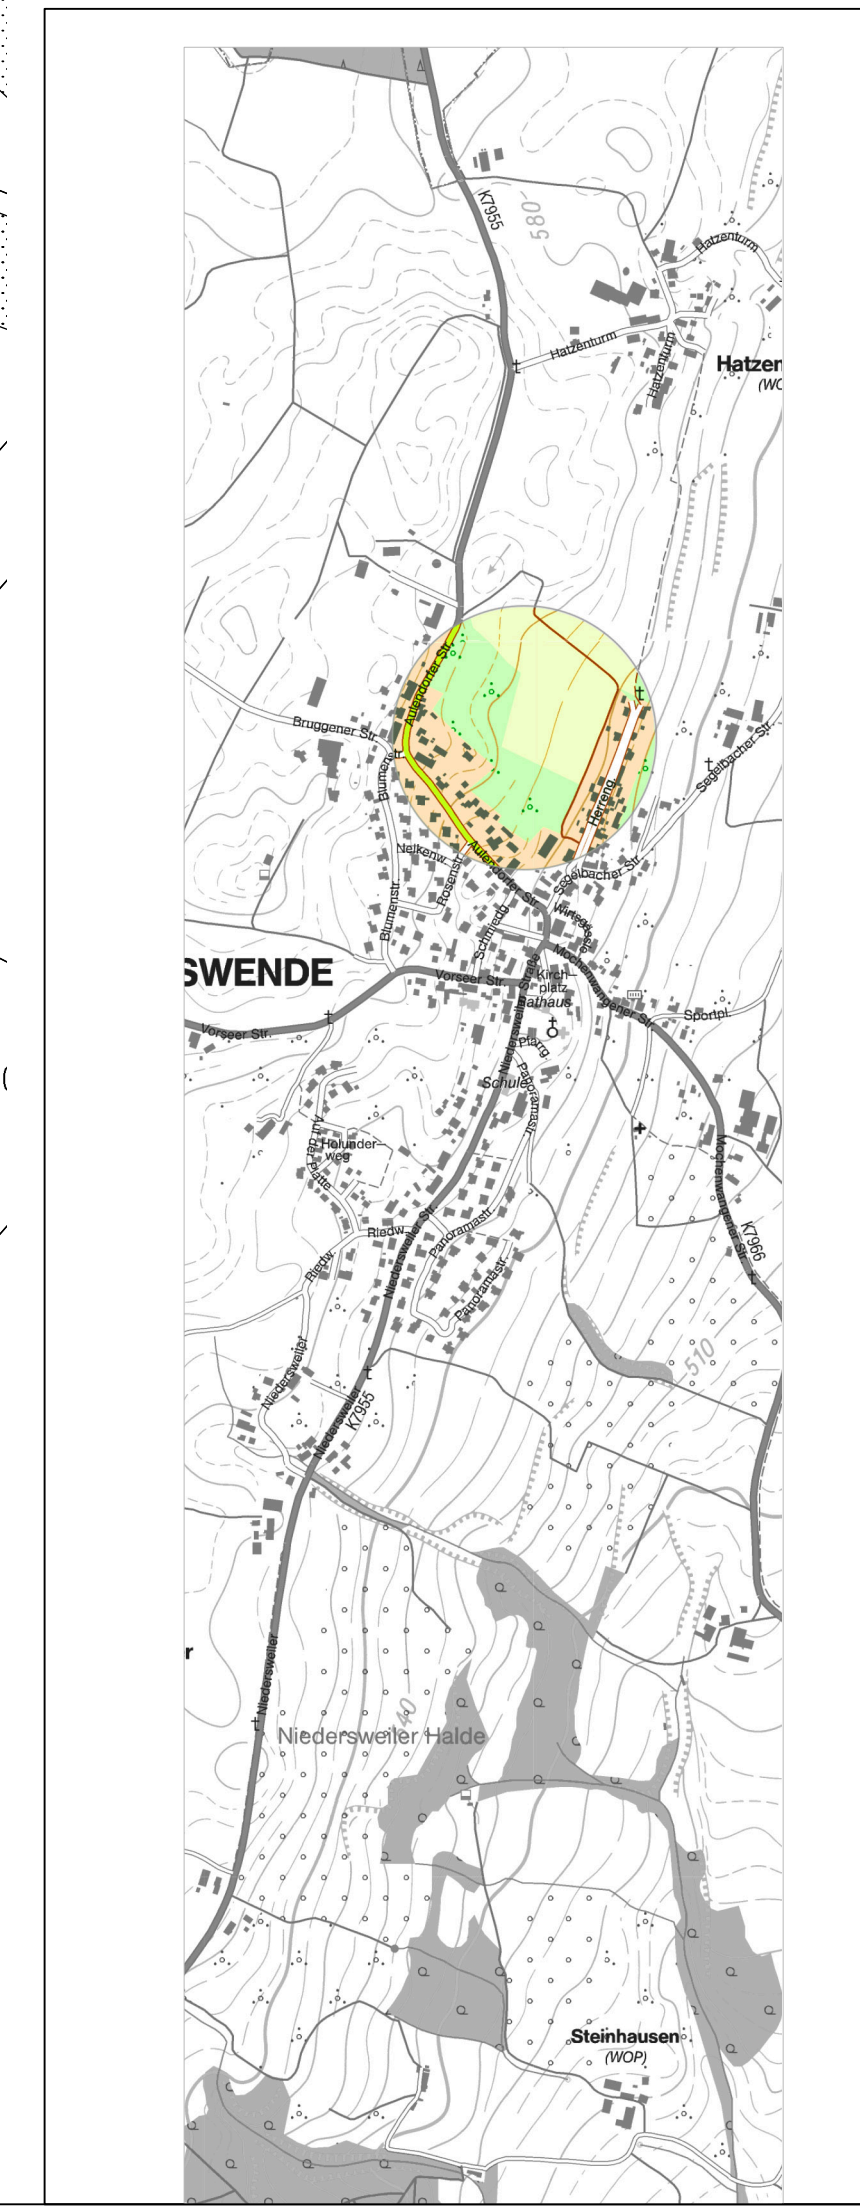 K7955
580
Hatzenturm
Hatzenturm
Hatzenturm
Hatzen
(WO
Aulendorfer Str.
Bruggener Str.
Blumenstr.
Segelbacher Str.
Herreng.
Nelkenw.
Aulendorfer Str.
Rosenstr.
Segelbacher Str.
Blumenstr.
Schmiedg.
SWENDE
Vorseer Str.
Mochenwangener Str.
Kirch-
platz
Rathaus
Sportpl.
Vorseer Str.
Niedersweiler Straße
Pfarrg.
Schule
Panoramastr.
Auf der Platte
Holunder-
weg
Mochenwangener Str.
K7966
Riedw.
Niedersweiler Str.
Panoramastr.
Riedw.
Panoramastr.
510
Niedersweiler
Niedersweiler
K7955
r
Niedersweiler
40
Niedersweiler Halde
Steinhausen
(WOP)